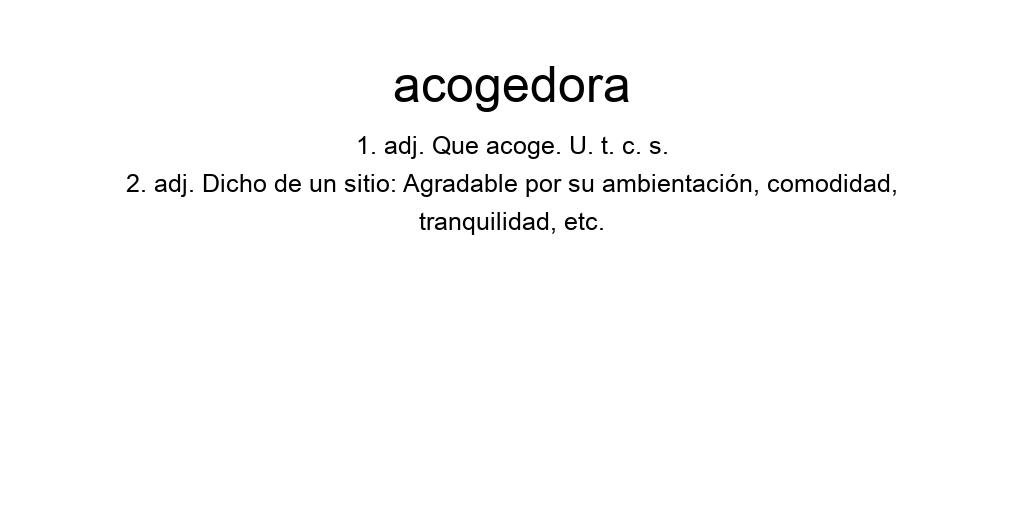 acogedora
1. adj. Que acoge. U. t. c. s.
2. adj. Dicho de un sitio: Agradable por su ambientación, comodidad,
tranquilidad, etc.